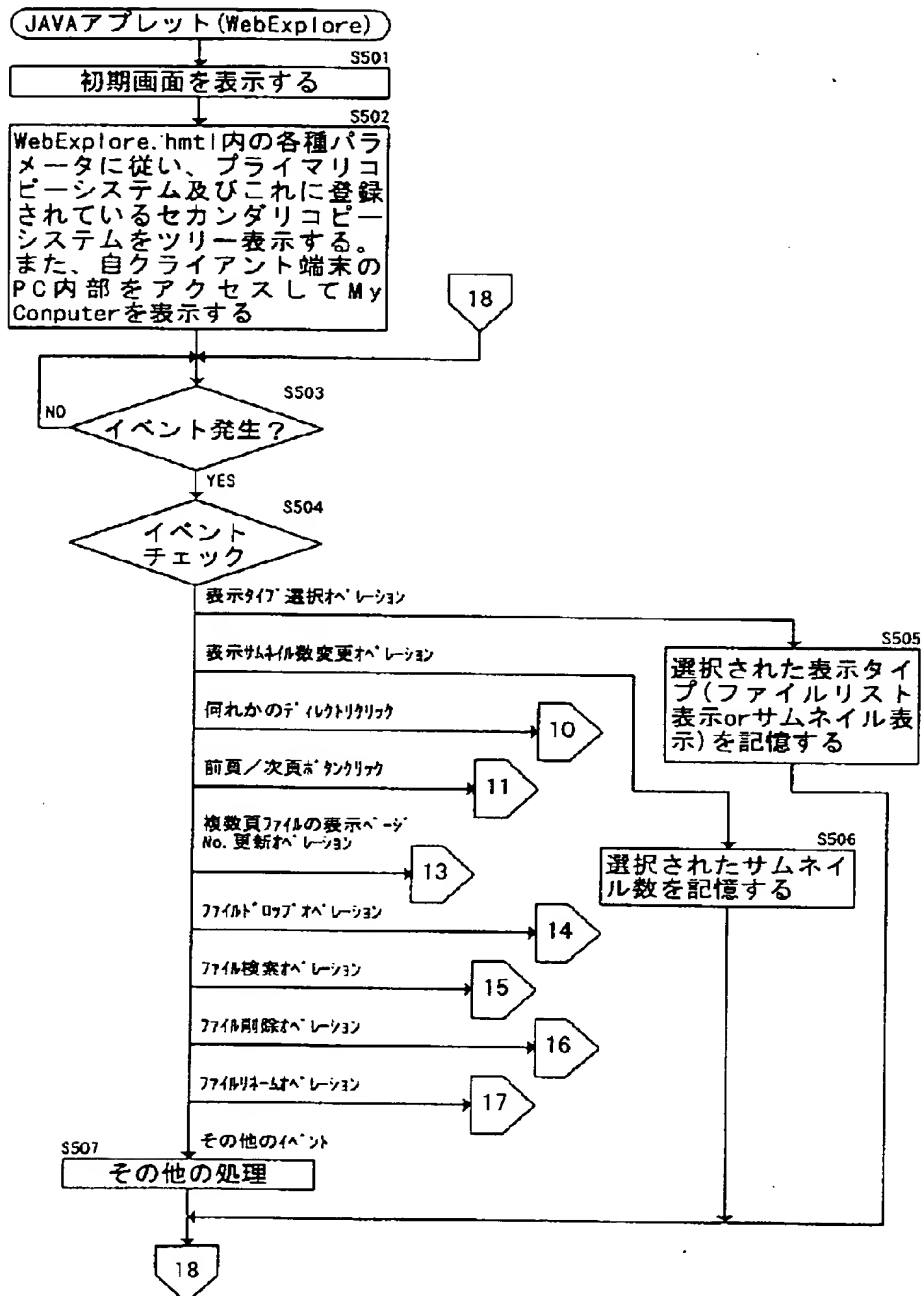 JAVAアプレット(WebExplore)
S501
初期画面を表示する
S502
WebExplore.hmtl内の各種パラ
メータに従い、プライマリコ
ピーシステム及びこれに登録
されているセカンダリコピー
システムをツリー表示する。
また、自クライアント端末の
PC内部をアクセスしてMy
Conputerを表示する
18
S503
NO
イベント発生？
YES
S504
イベント
チェック
表示ﾀｲﾌﾟ選択ｵﾍﾟﾚｰｼｮﾝ
S505
選択された表示タイ
プ(ファイルリスト
表示orサムネイル表
示)を記憶する
表示ｻﾑﾈｲﾙ数変更ｵﾍﾟﾚｰｼｮﾝ
何れかのﾃﾞｨﾚｸﾄﾘｸﾘｯｸ
10
前頁／次頁ﾎﾞﾀﾝｸﾘｯｸ
11
複数頁ﾌｧｲﾙの表示ﾍﾟｰｼﾞ
No.更新ｵﾍﾟﾚｰｼｮﾝ
13
S506
選択されたサムネイ
ル数を記憶する
ﾌｧｲﾙﾄﾞﾛｯﾌﾟｵﾍﾟﾚｰｼｮﾝ
14
ﾌｧｲﾙ検索ｵﾍﾟﾚｰｼｮﾝ
15
ﾌｧｲﾙ削除ｵﾍﾟﾚｰｼｮﾝ
16
ﾌｧｲﾙﾘﾈｰﾑｵﾍﾟﾚｰｼｮﾝ
17
その他のｲﾍﾞﾝﾄ
S507
その他の処理
18